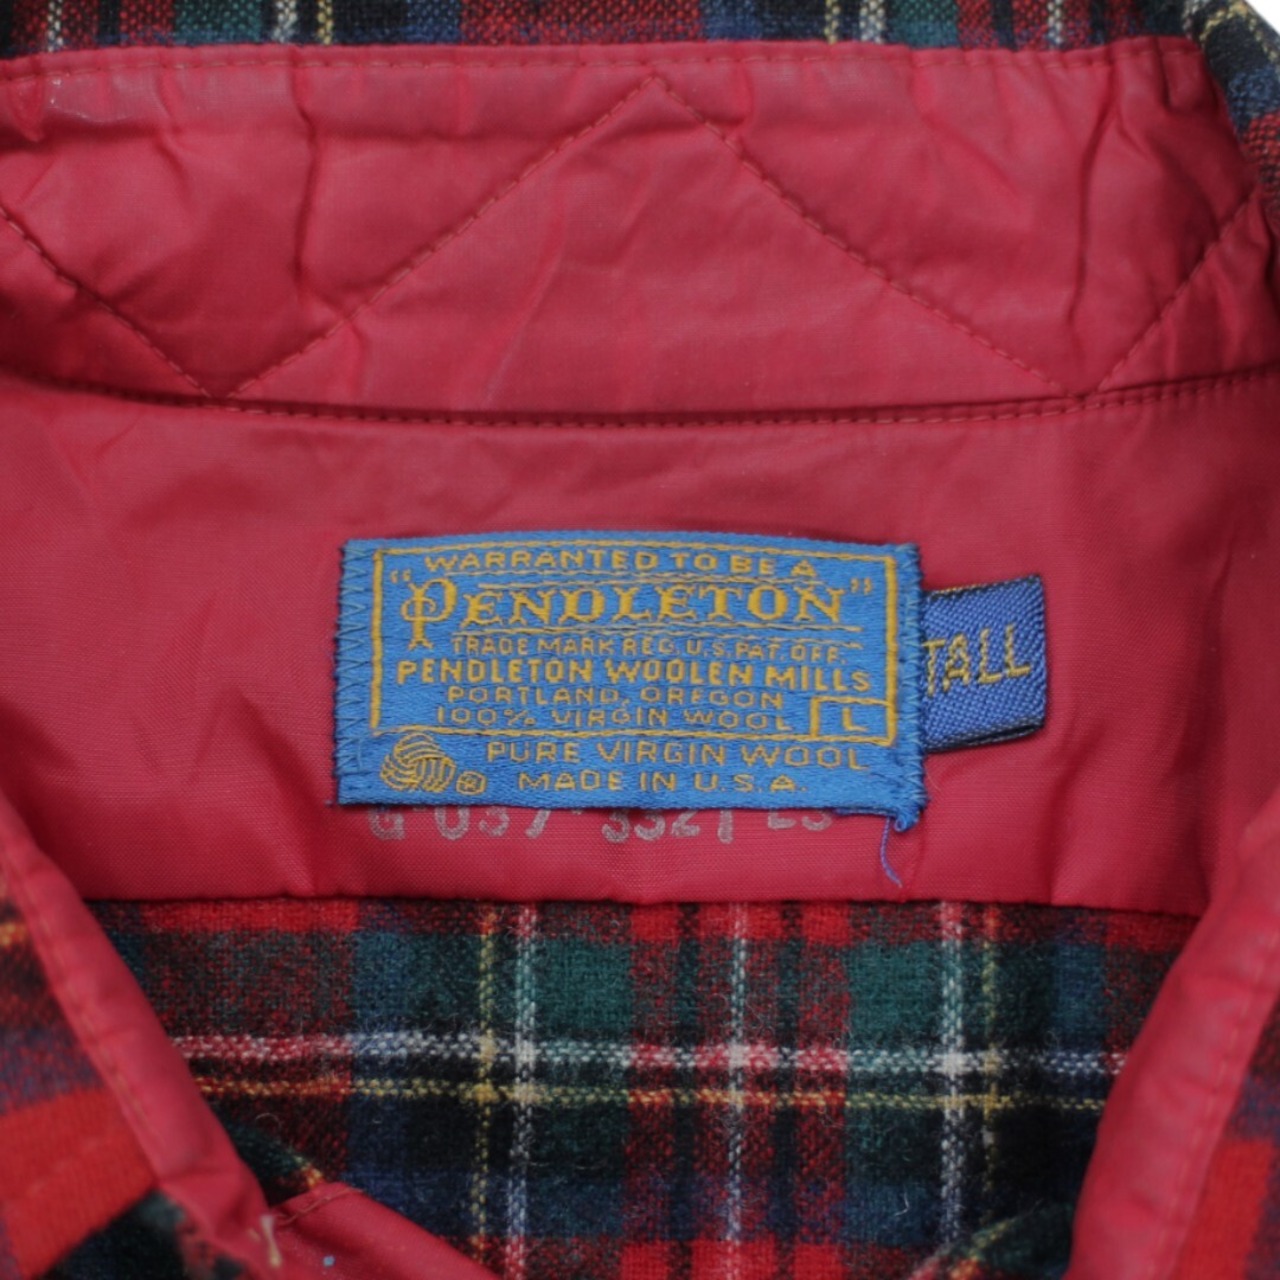 WARRANTED TO BE A
"PENDLETON"
TRADE MARK REG. U.S. PAT. OFF.
PENDLETON WOOLEN MILLS
PORTLAND, OREGON
100% VIRGIN WOOL L
PURE VIRGIN WOOL
® MADE IN U.S.A.
TALL